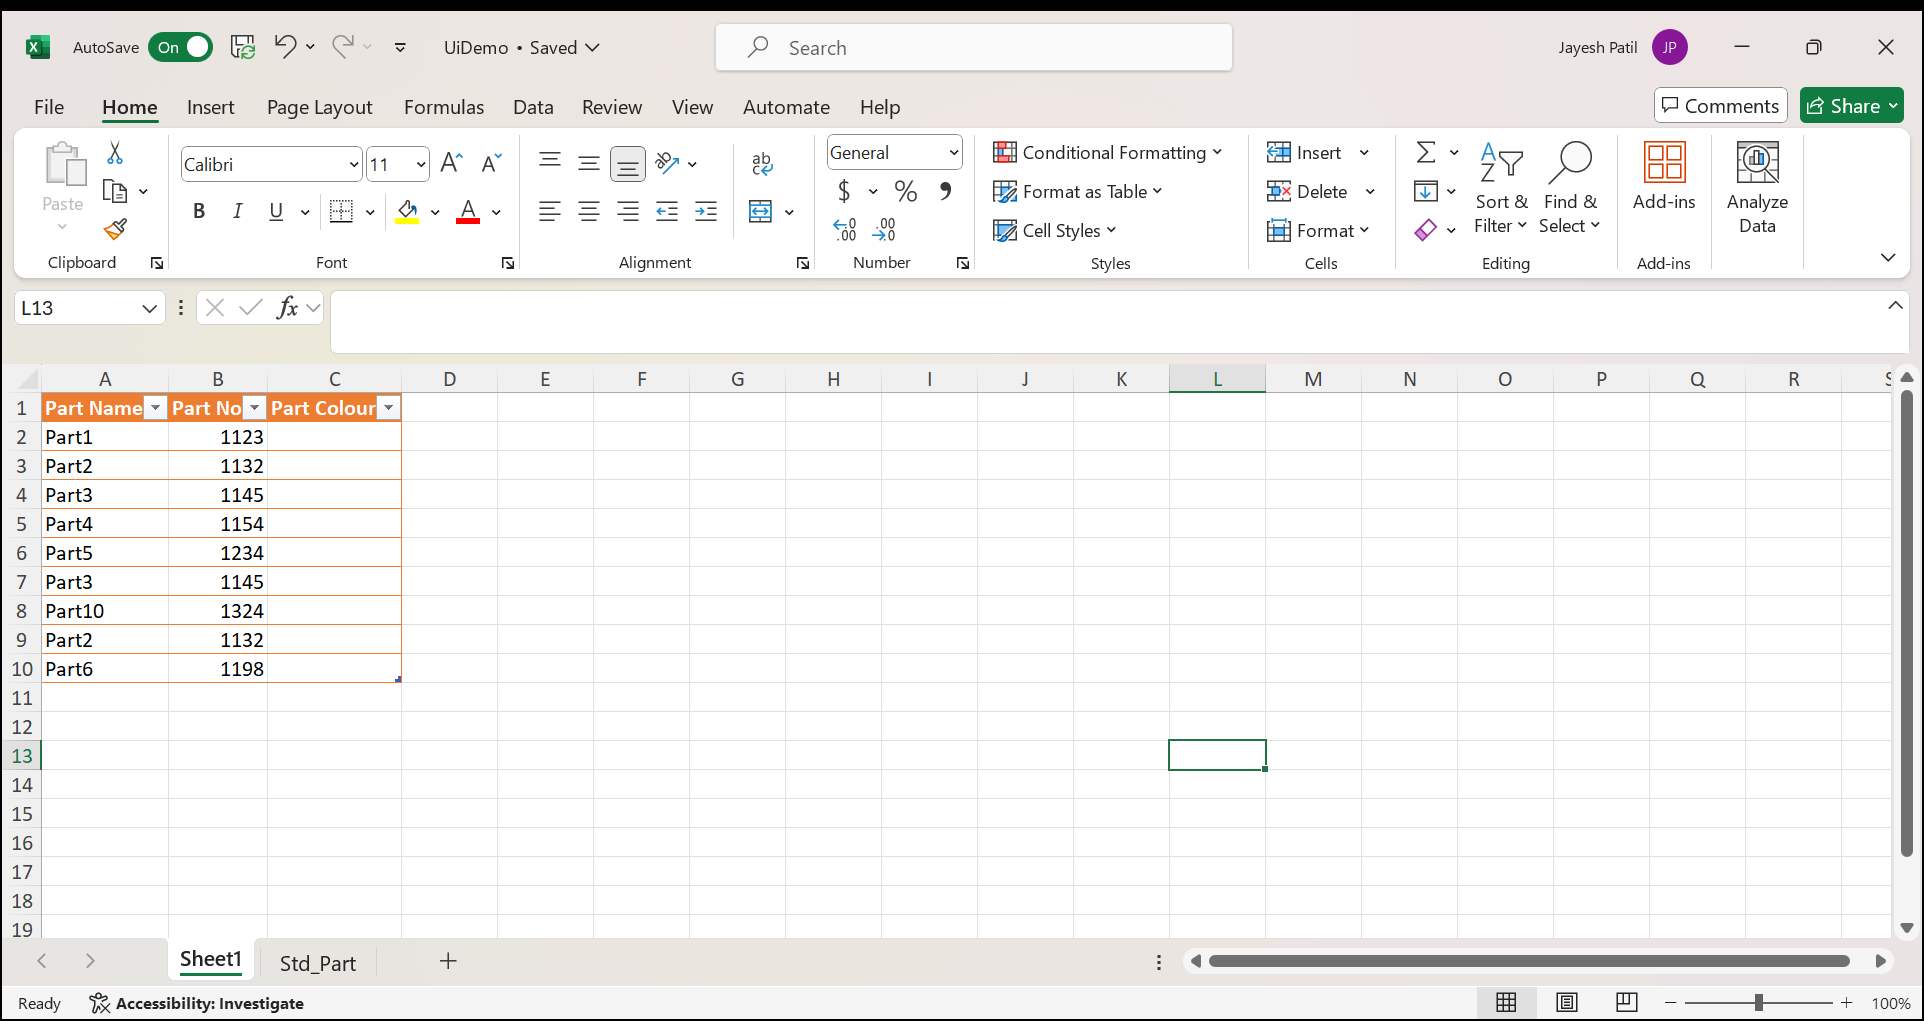 AutoSave On UiDemo • Saved Search Jayesh Patil JP
File Home Insert Page Layout Formulas Data Review View Automate Help Comments Share
Paste
Calibri 11
B I U A
ab
General
$ % ,
Conditional Formatting
Format as Table
Cell Styles
Insert
Delete
Format
Sort & Filter
Find & Select
Add-ins
Analyze Data
Clipboard Font Alignment Number Styles Cells Editing Add-ins
L13 fx
A B C D E F G H I J K L M N O P Q R S
1 Part Name Part No Part Colour
2 Part1 1123
3 Part2 1132
4 Part3 1145
5 Part4 1154
6 Part5 1234
7 Part3 1145
8 Part10 1324
9 Part2 1132
10 Part6 1198
11
12
13
14
15
16
17
18
19
Sheet1 Std_Part
Ready Accessibility: Investigate 100%